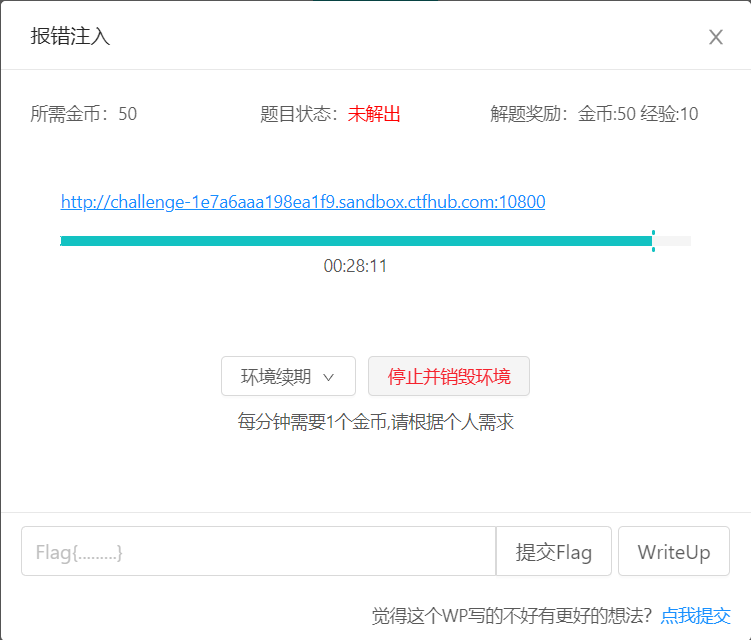 报错注入
所需金币：50 题目状态：未解出 解题奖励：金币:50 经验:10
http://challenge-1e7a6aaa198ea1f9.sandbox.ctfhub.com:10800
00:28:11
环境续期 停止并销毁环境
每分钟需要1个金币,请根据个人需求
Flag{.........} 提交Flag WriteUp
觉得这个WP写的不好有更好的想法？点我提交